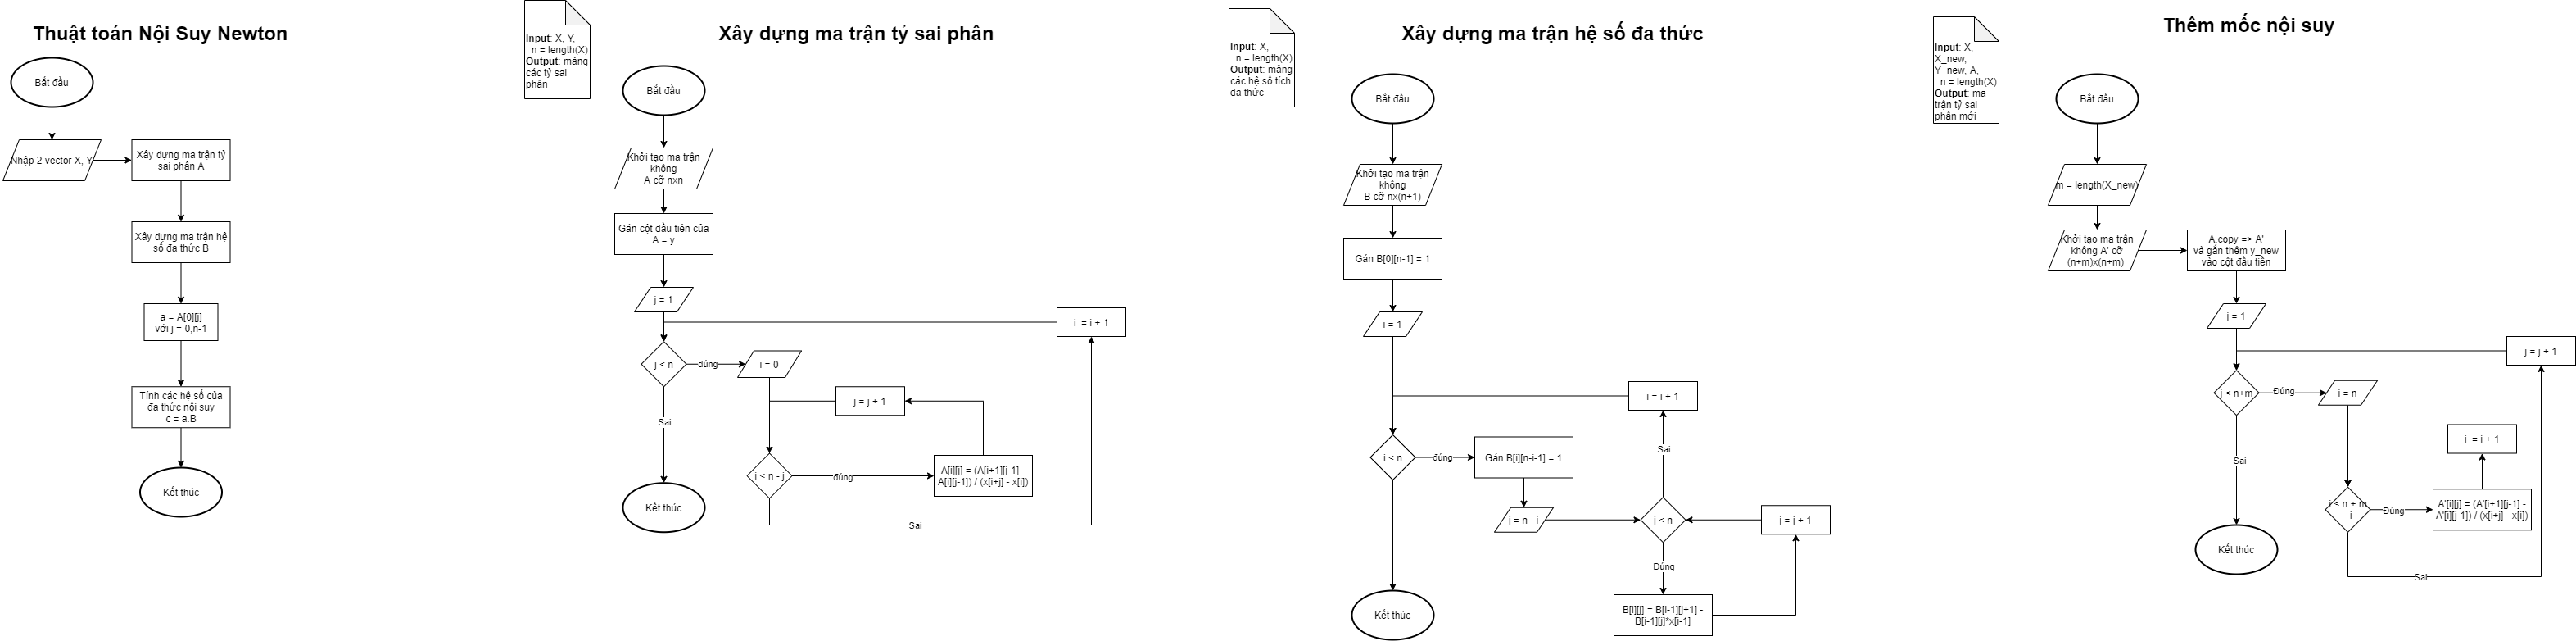 Thuật toán Nội Suy Newton
Bắt đầu
Nhập 2 vector X, Y
Xây dựng ma trận tỷ
sai phân A
Xây dựng ma trận hệ
số đa thức B
a = A[0][j]
với j = 0,n-1
Tính các hệ số của
đa thức nội suy
c = a.B
Kết thúc
Input: X, Y,
n = length(X)
Output: mảng
các tỷ sai
phân
Xây dựng ma trận tỷ sai phân
Bắt đầu
Khởi tạo ma trận
không
A cỡ nxn
Gán cột đầu tiên của
A = y
j = 1
i = i + 1
j < n
đúng
i = 0
j = j + 1
Sai
i < n - j
đúng
A[i][j] = (A[i+1][j-1] -
A[i][j-1]) / (x[i+j] - x[i])
Kết thúc
Sai
Input: X,
n = length(X)
Output: mảng
các hệ số tích
đa thức
Xây dựng ma trận hệ số đa thức
Bắt đầu
Khởi tạo ma trận
không
B cỡ nx(n+1)
Gán B[0][n-1] = 1
i = 1
i = i + 1
Sai
i < n
đúng
Gán B[i][n-i-1] = 1
j = n - i
j < n
j = j + 1
Đúng
B[i][j] = B[i-1][j+1] -
B[i-1][j]*x[i-1]
Kết thúc
Input: X,
X_new,
Y_new, A,
n = length(X)
Output: ma
trận tỷ sai
phân mới
Thêm mốc nội suy
Bắt đầu
m = length(X_new)
Khởi tạo ma trận
không A' cỡ
(n+m)x(n+m)
A.copy => A'
và gắn thêm y_new
vào cột đầu tiên
j = 1
j = j + 1
j < n+m
Đúng
i = n
i = i + 1
Sai
i < n + m
- i
Đúng
A'[i][j] = (A'[i+1][j-1] -
A'[i][j-1]) / (x[i+j] - x[i])
Kết thúc
Sai